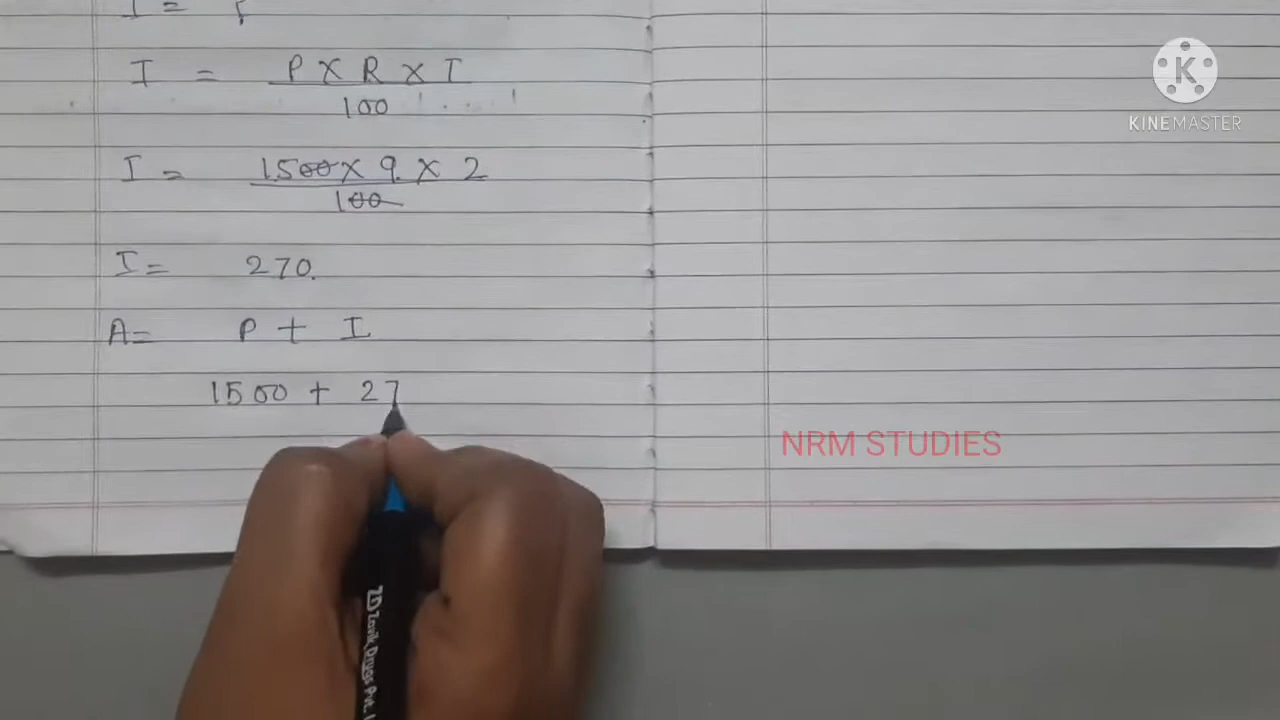 I =
I = P X R X T
100
I = 1500 X 9 X 2
100
I = 270.
A = P + I
1500 + 27
KINEMASTER
NRM STUDIES